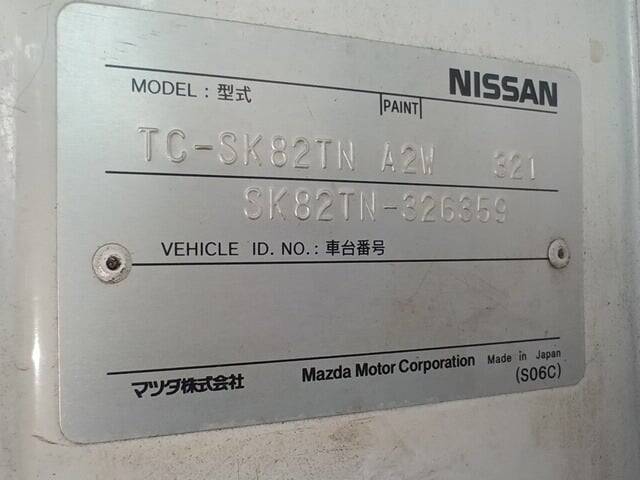 NISSAN
MODEL : 型式
PAINT
TC-SK82TN A2W 321
SK82TN-326359
VEHICLE ID. NO. : 車台番号
マツダ株式会社 Mazda Motor Corporation Made in Japan
(S06C)